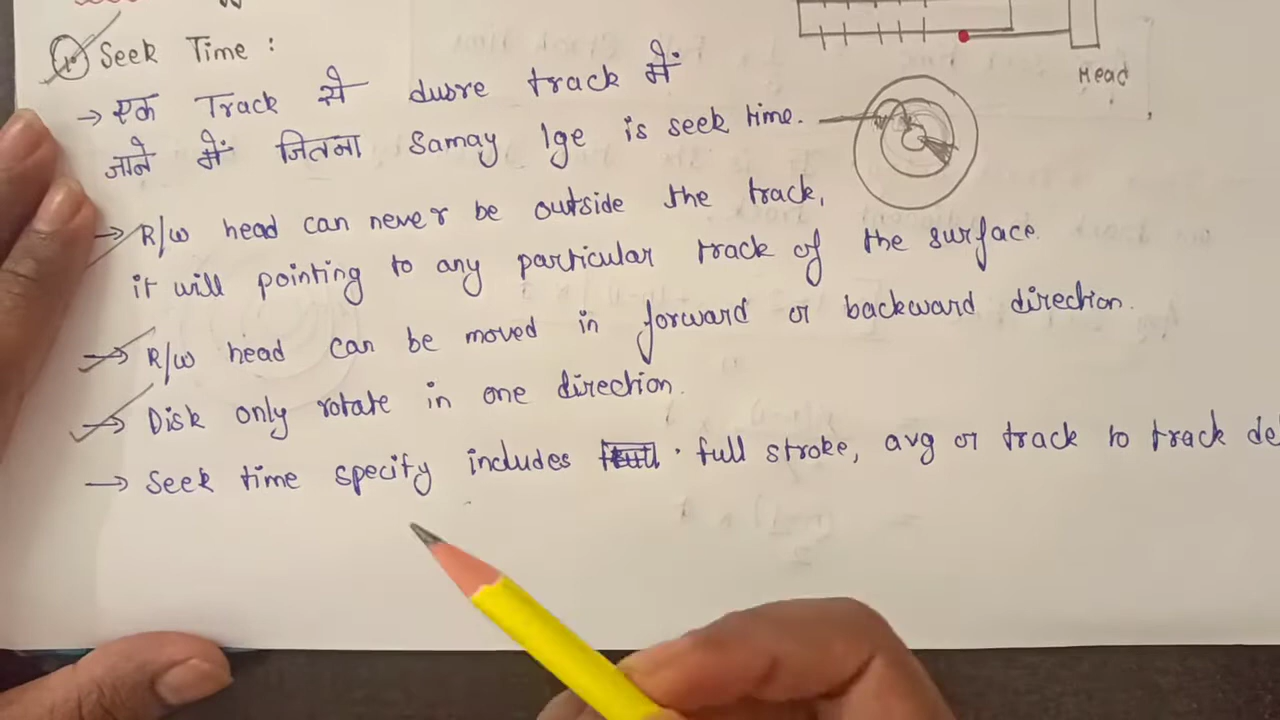 Seek Time :
Head
→ एक Track से dusre track में
जाने में जितना Samay lge is seek time.
→ R/W head can never be outside the track,
it will pointing to any particular track of the surface.
→ R/W head can be moved in forward or backward direction.
→ Disk only rotate in one direction.
→ Seek time specify includes full stroke, avg or track to track de